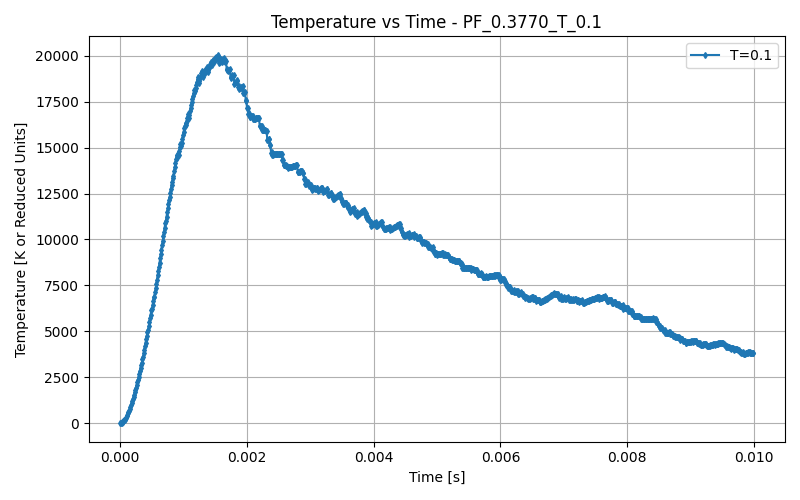 Temperature vs Time - PF_0.3770_T_0.1
T=0.1
20000
17500
15000
12500
10000
7500
5000
2500
0
Temperature [K or Reduced Units]
0.000 0.002 0.004 0.006 0.008 0.010
Time [s]